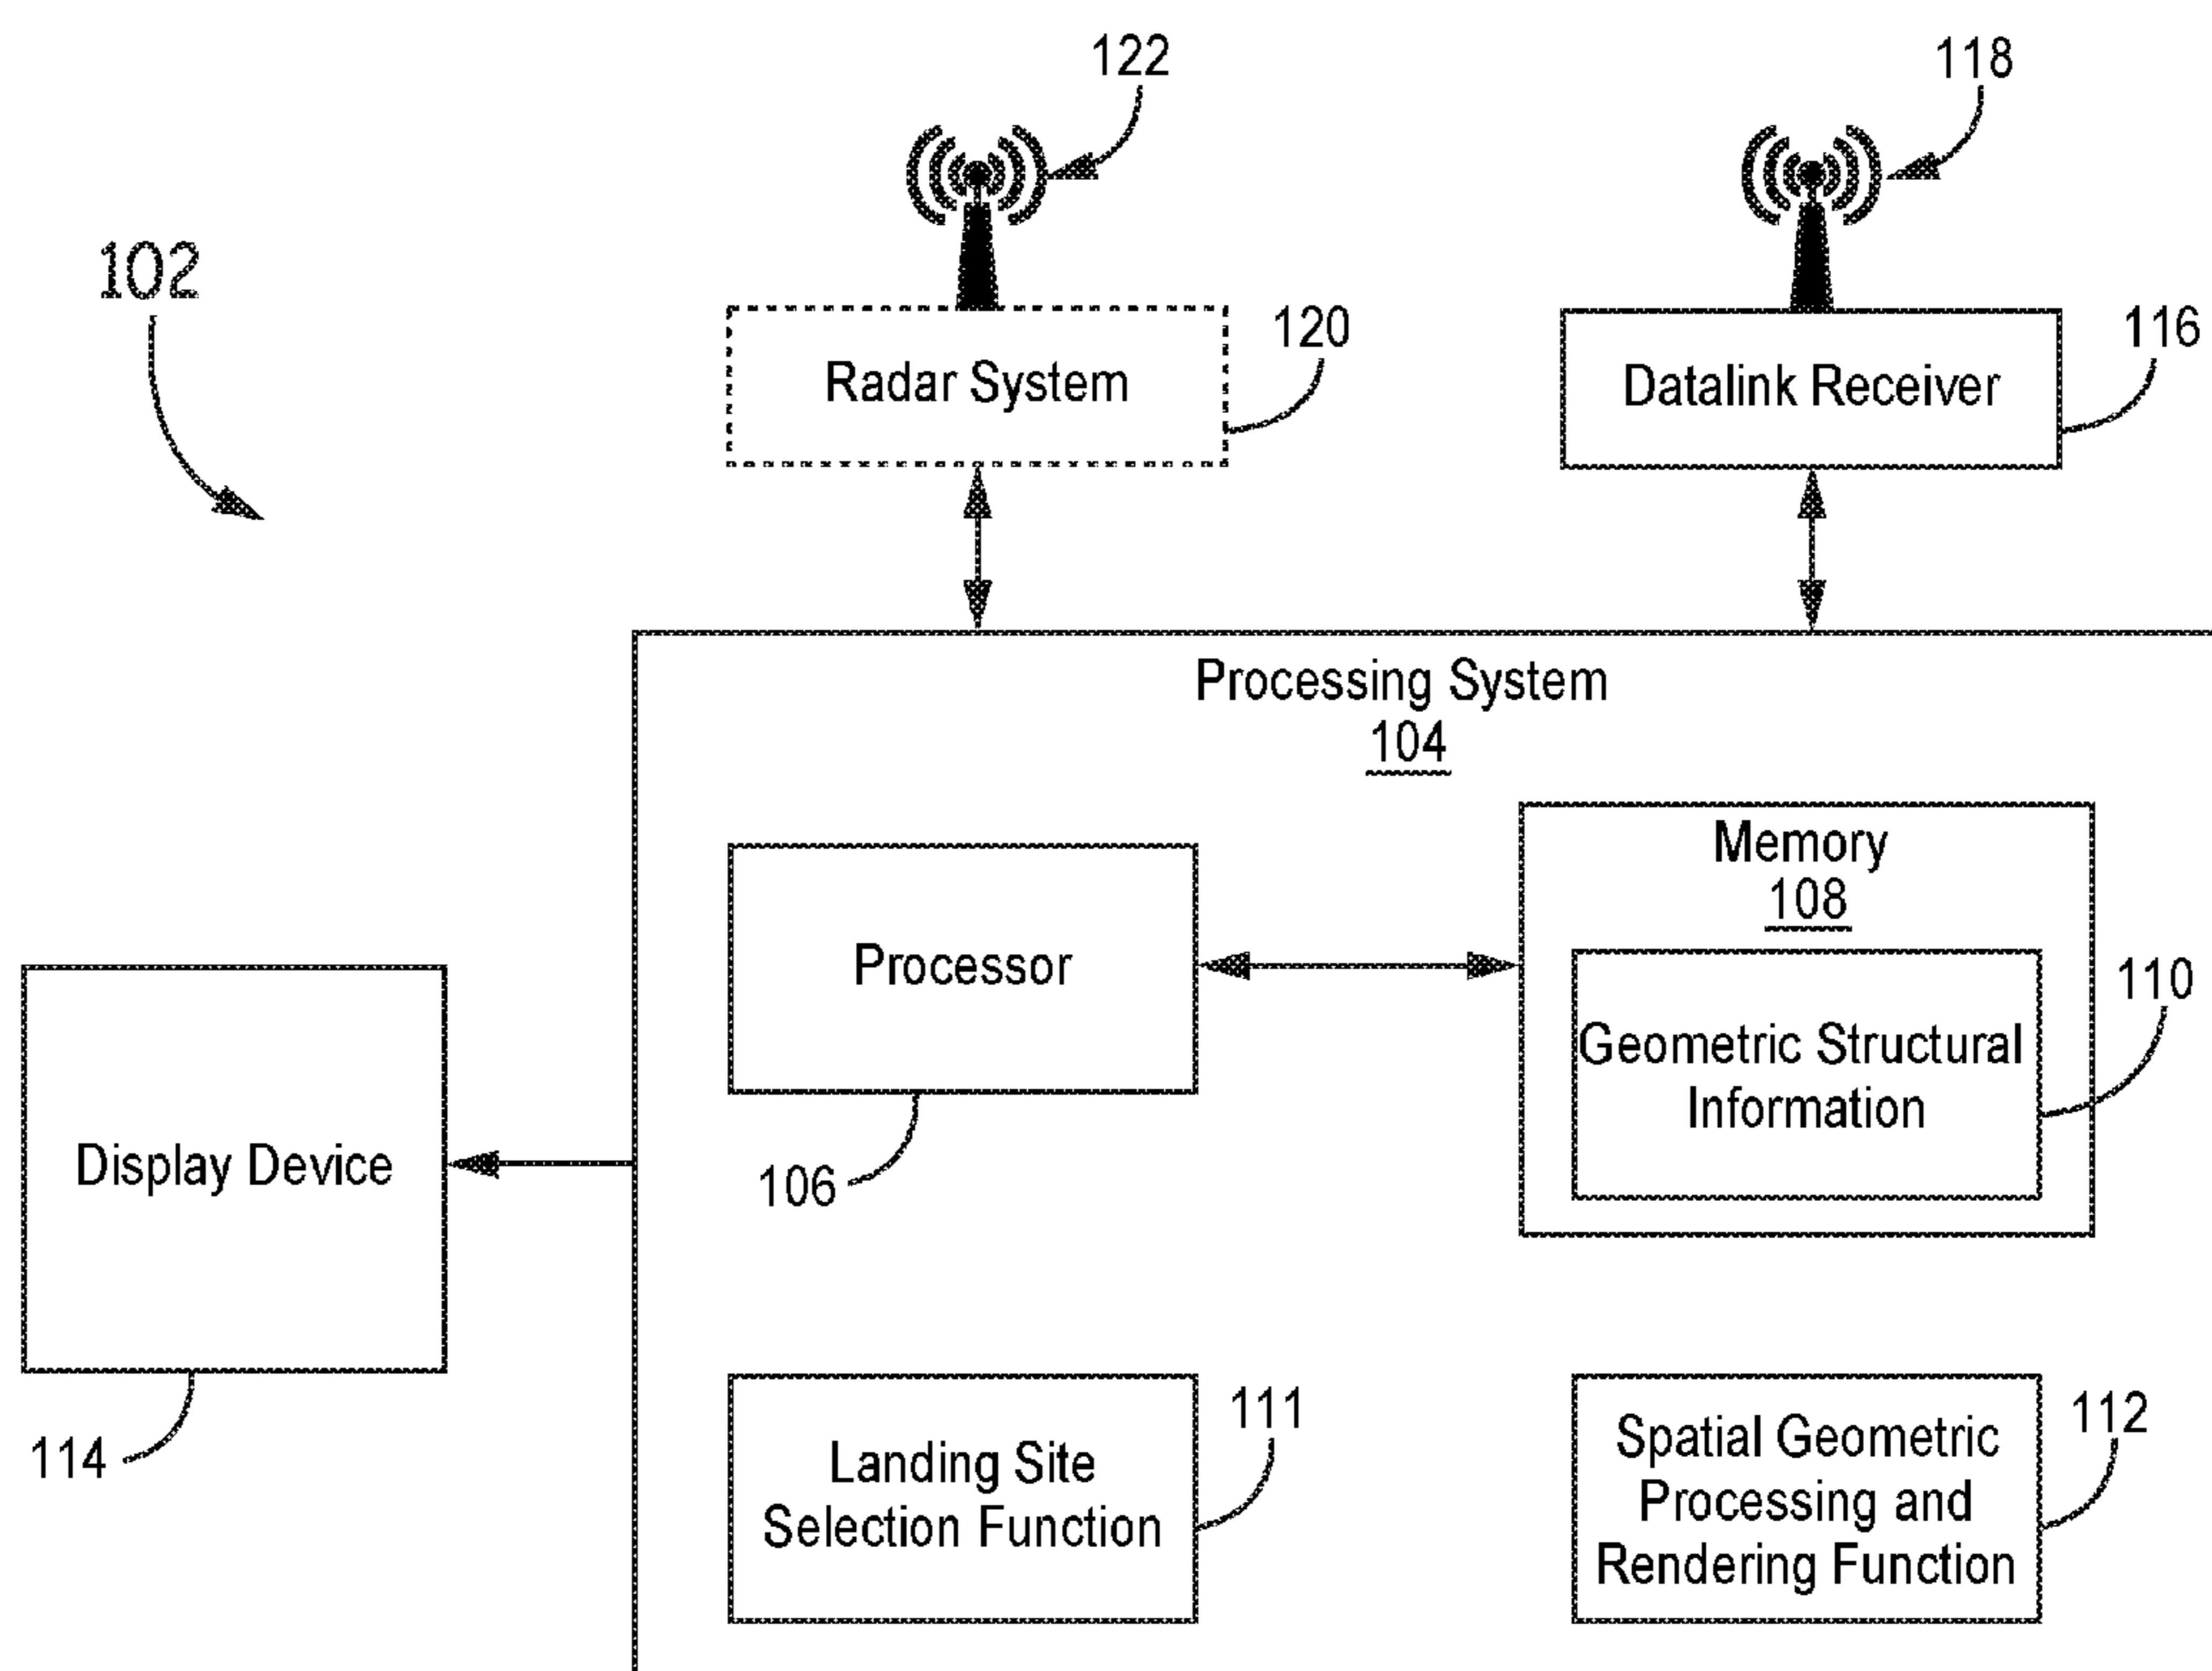 122
118
102
120
116
Radar System
Datalink Receiver
Processing System
104
Memory
108
Processor
110
Geometric Structural
Information
Display Device
106
114
111
112
Landing Site
Selection Function
Spatial Geometric
Processing and
Rendering Function